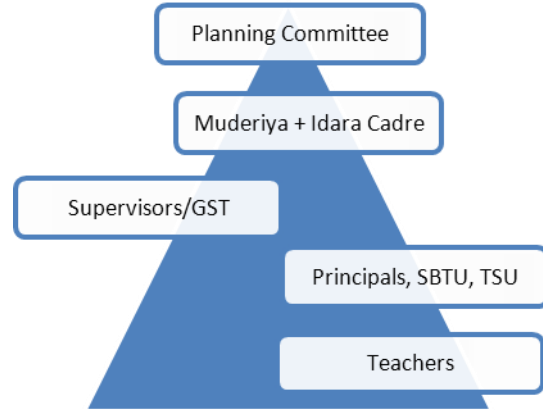 Planning Committee
Muderiya + Idara Cadre
Supervisors/GST
Principals, SBTU, TSU
Teachers